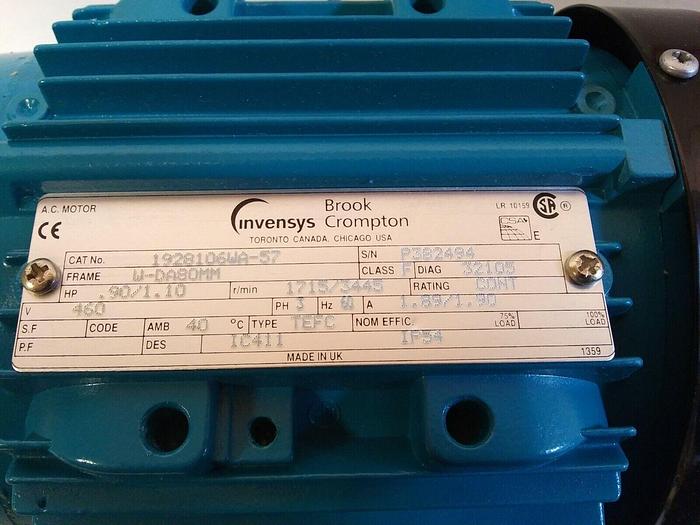 A.C. MOTOR
CE
invensys Brook Crompton
TORONTO CANADA, CHICAGO USA
LR 10159 SA ®
CSA E
CAT No. 1928106WA-57 S/N P382494
FRAME W-DA80MM CLASS F DIAG 32105
HP .90/1.10 r/min 1715/3445 RATING CONT
V 460 PH 3 Hz 60 A 1.89/1.90
S.F CODE AMB 40 °C TYPE TEFC NOM EFFIC. 75% LOAD 100% LOAD
P.F DES IC411 IP54
MADE IN UK 1359